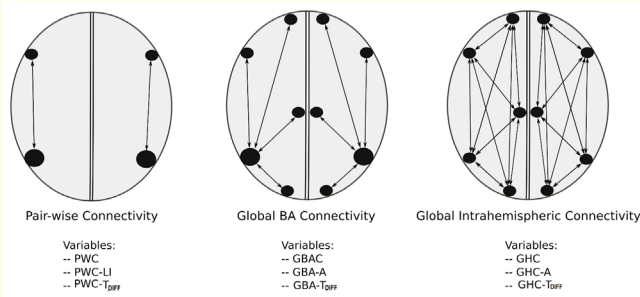 Pair-wise Connectivity
Variables:
-- PWC
-- PWC-LI
-- PWC-TDIFF
Global BA Connectivity
Variables:
-- GBAC
-- GBA-A
-- GBA-TDIFF
Global Intrahemispheric Connectivity
Variables:
-- GHC
-- GHC-A
-- GHC-TDIFF